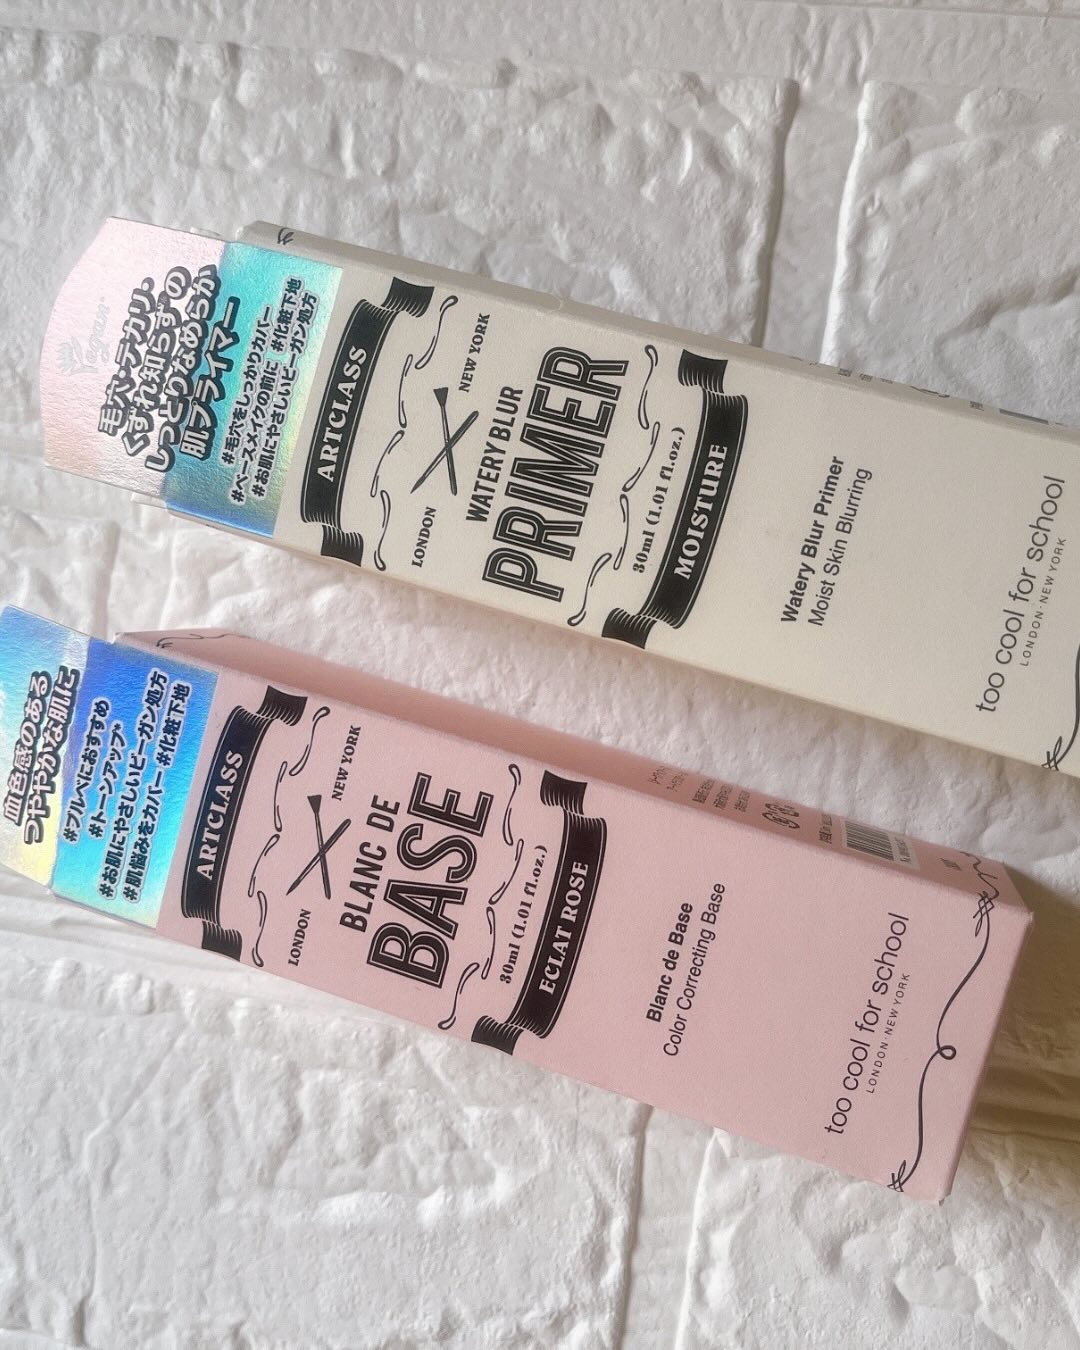 Vegan
毛穴・テカリ・
くずれ知らずの
しっとりなめらか
肌プライマー
#毛穴をしっかりカバー
#ベースメイクの前に #化粧下地
#お肌にやさしいビーガン処方
ARTCLASS
LONDON NEW YORK
WATERY BLUR
PRIMER
30ml (1.01 fl.oz.)
MOISTURE
Watery Blur Primer
Moist Skin Blurring
too cool for school
LONDON·NEW YORK
血色感のある
つややかな肌に
#ブルベにおすすめ
#トーンアップ*
#お肌にやさしいビーガン処方
#肌悩みをカバー #化粧下地
ARTCLASS
LONDON NEW YORK
BLANC DE
BASE
30ml (1.01 fl.oz.)
ECLAT ROSE
Blanc de Base
Color Correcting Base
too cool for school
LONDON·NEW YORK